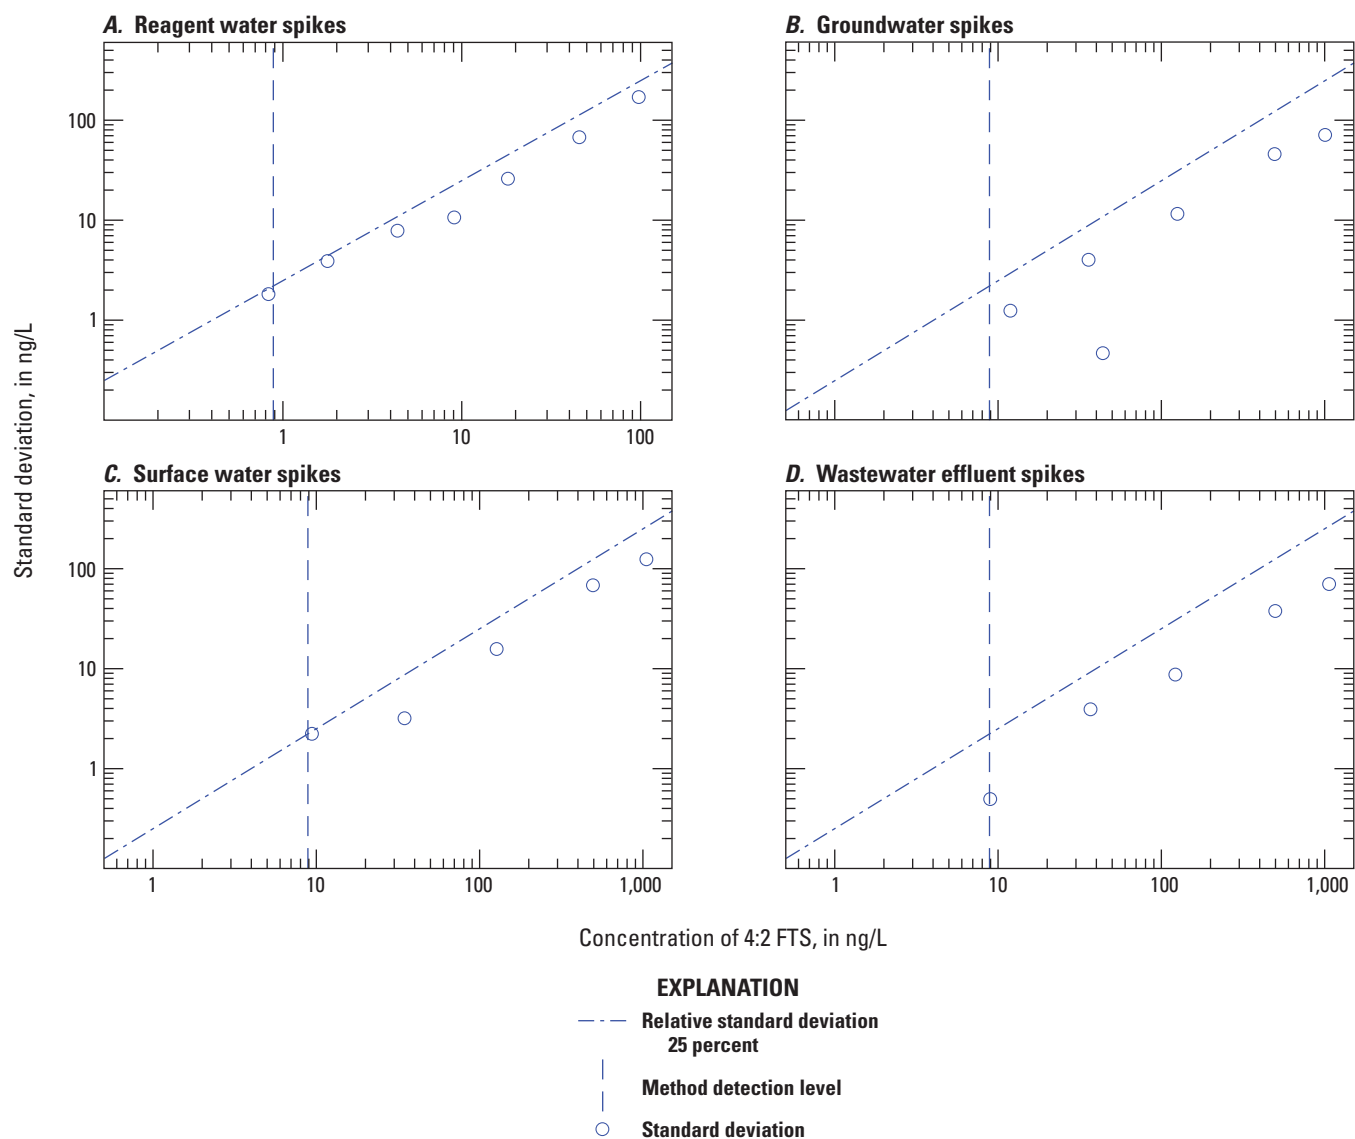 A. Reagent water spikes
B. Groundwater spikes
100
10
1
1 10 100
C. Surface water spikes
D. Wastewater effluent spikes
100
10
1
1 10 100 1,000
1 10 100 1,000
Standard deviation, in ng/L
Concentration of 4:2 FTS, in ng/L
EXPLANATION
Relative standard deviation
25 percent
Method detection level
Standard deviation